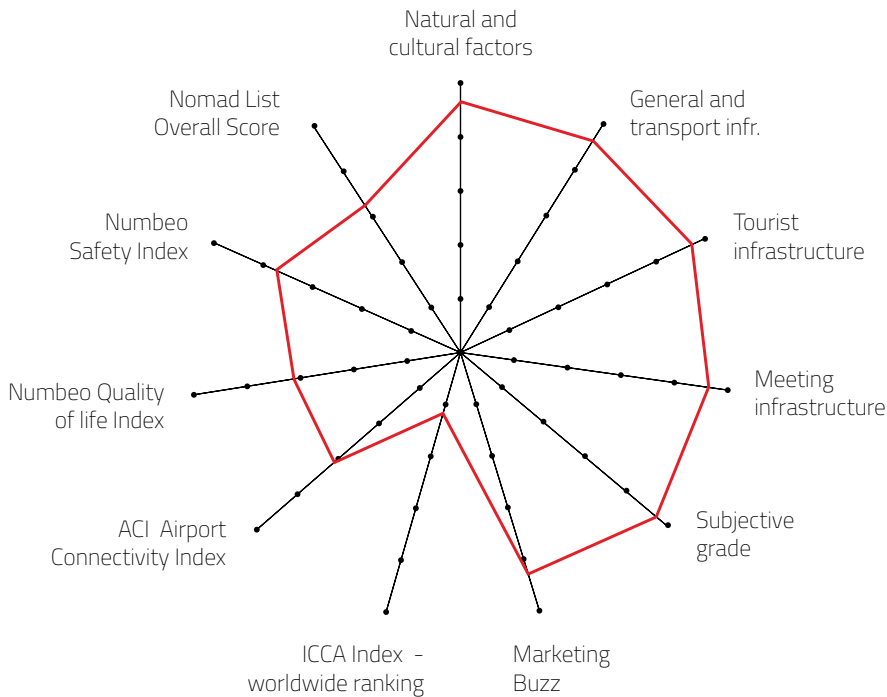 Natural and
cultural factors
General and
transport infr.
Tourist
infrastructure
Meeting
infrastructure
Subjective
grade
Marketing
Buzz
ICCA Index -
worldwide ranking
ACI Airport
Connectivity Index
Numbeo Quality
of life Index
Numbeo
Safety Index
Nomad List
Overall Score